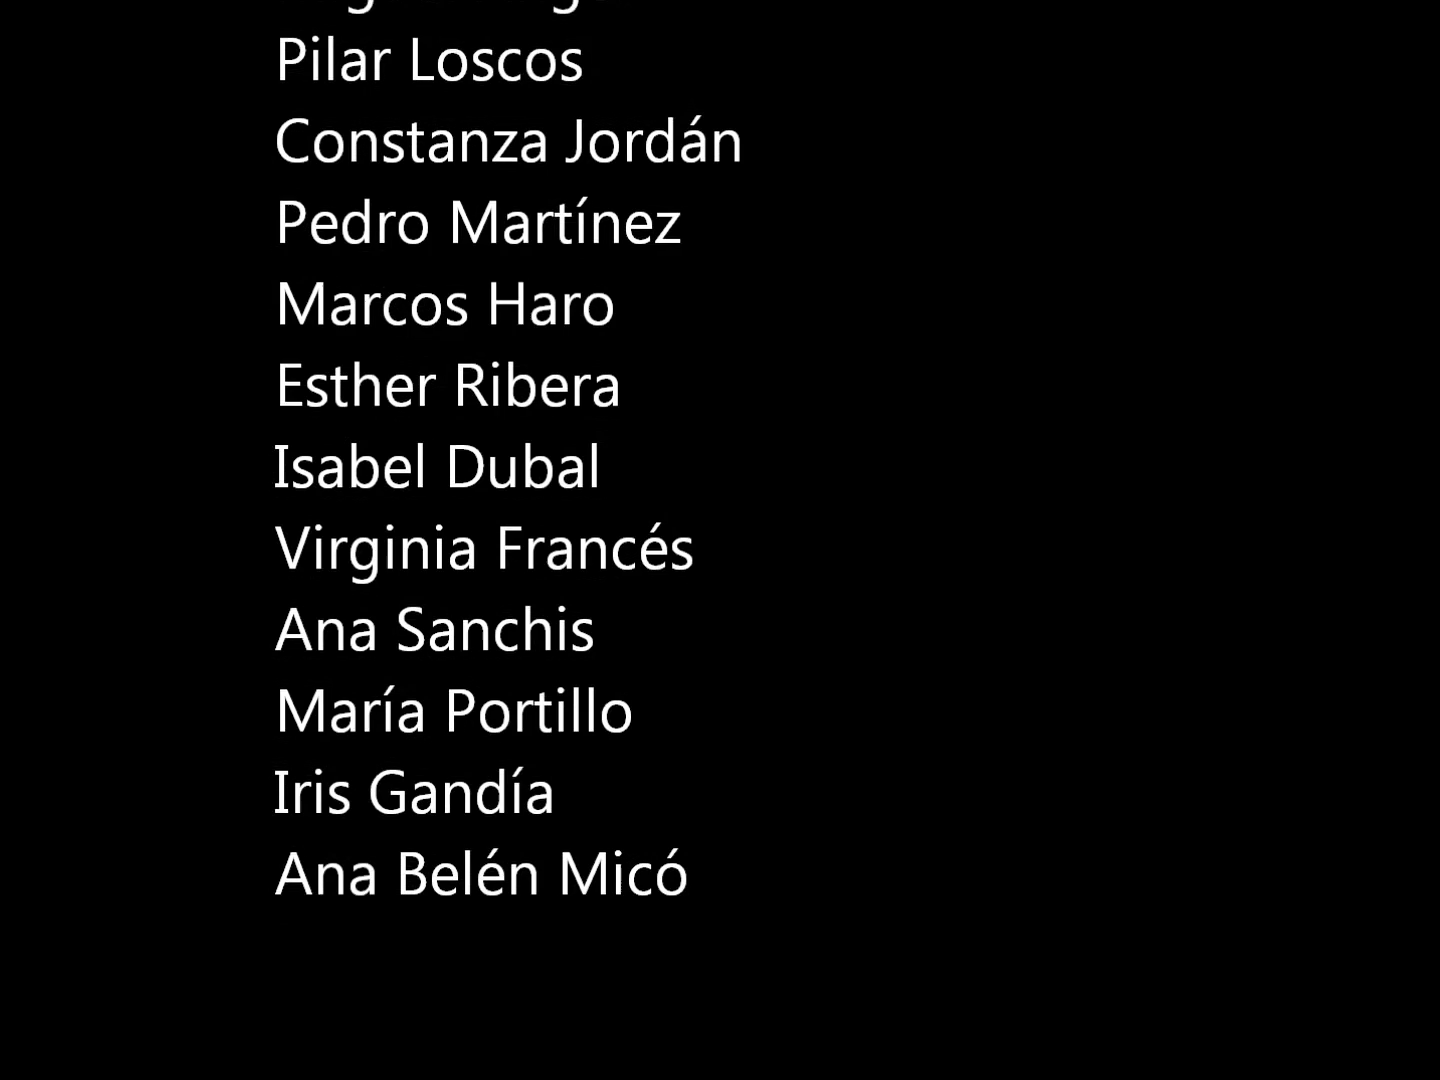 Pilar Loscos
Constanza Jordán
Pedro Martínez
Marcos Haro
Esther Ribera
Isabel Dubal
Virginia Francés
Ana Sanchis
María Portillo
Iris Gandía
Ana Belén Micó